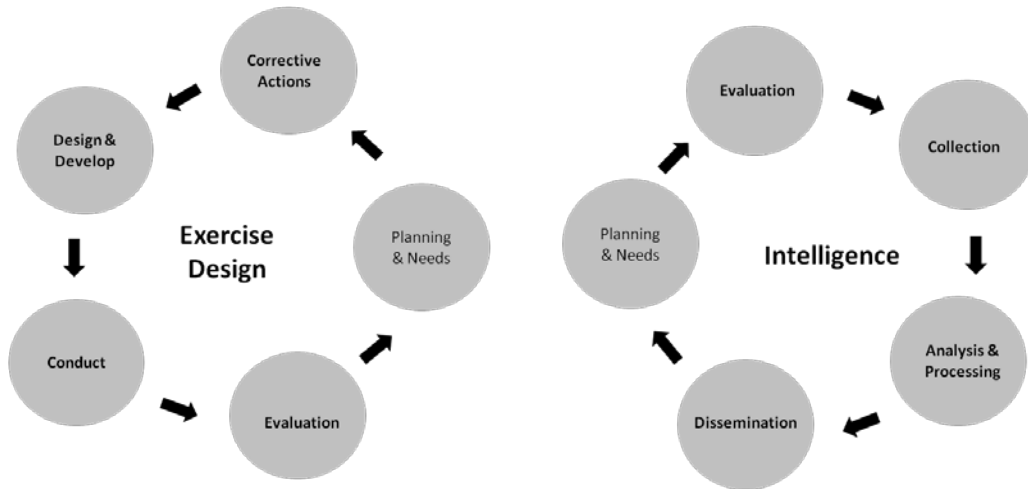 Corrective
Actions
Design &
Develop
Exercise
Design
Planning
& Needs
Conduct
Evaluation
Evaluation
Collection
Planning
& Needs
Intelligence
Analysis &
Processing
Dissemination